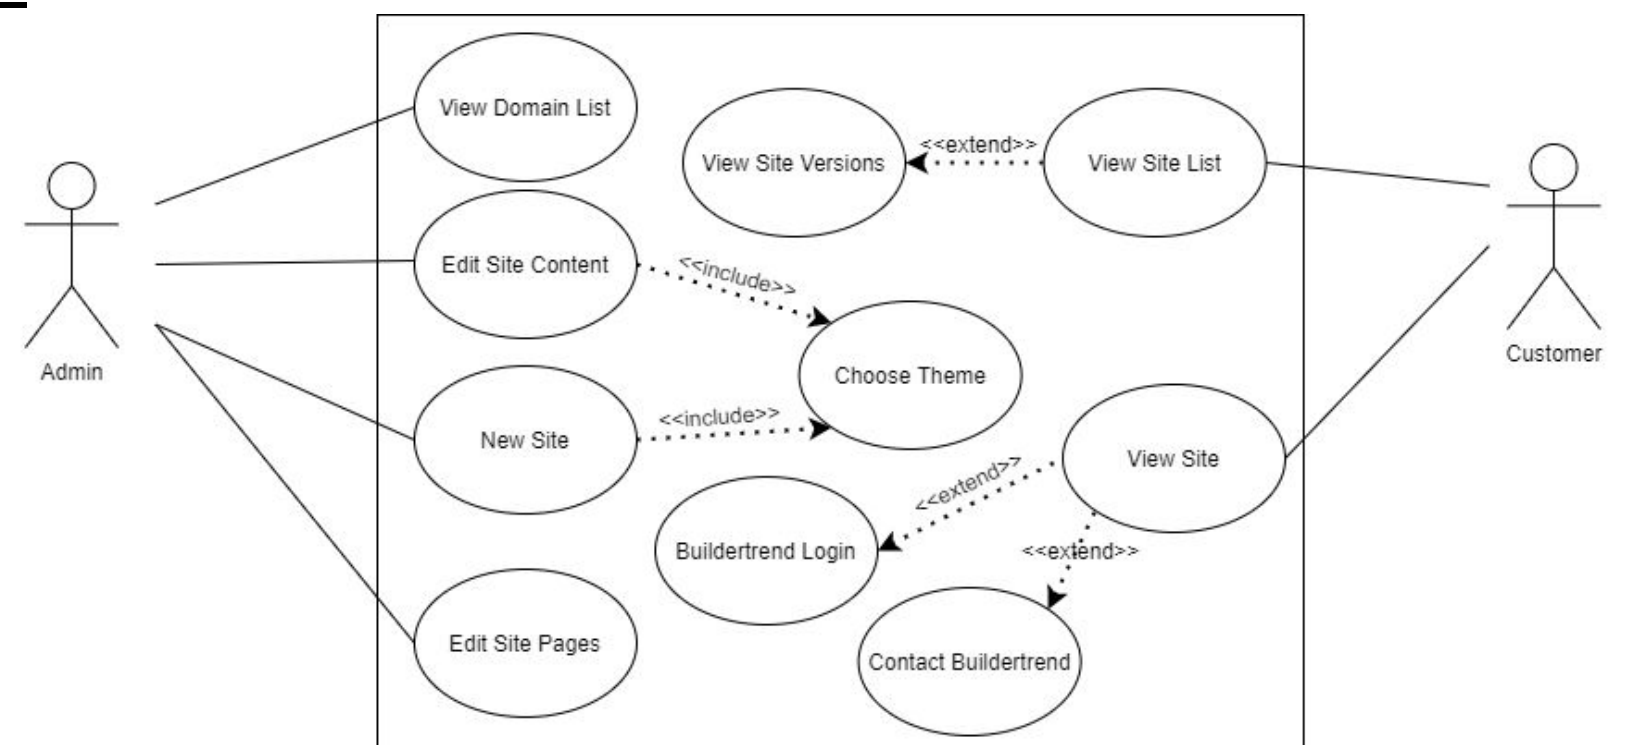 View Domain List
<<extend>>
View Site Versions
View Site List
Edit Site Content
<<include>>
Admin
Customer
Choose Theme
<<include>>
New Site
View Site
<<extend>>
Buildertrend Login
<<extend>>
Edit Site Pages
Contact Buildertrend